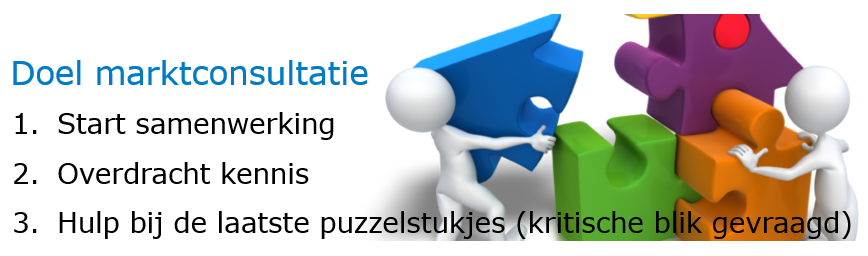 Doel marktconsultatie
1. Start samenwerking
2. Overdracht kennis
3. Hulp bij de laatste puzzelstukjes (kritische blik gevraagd)